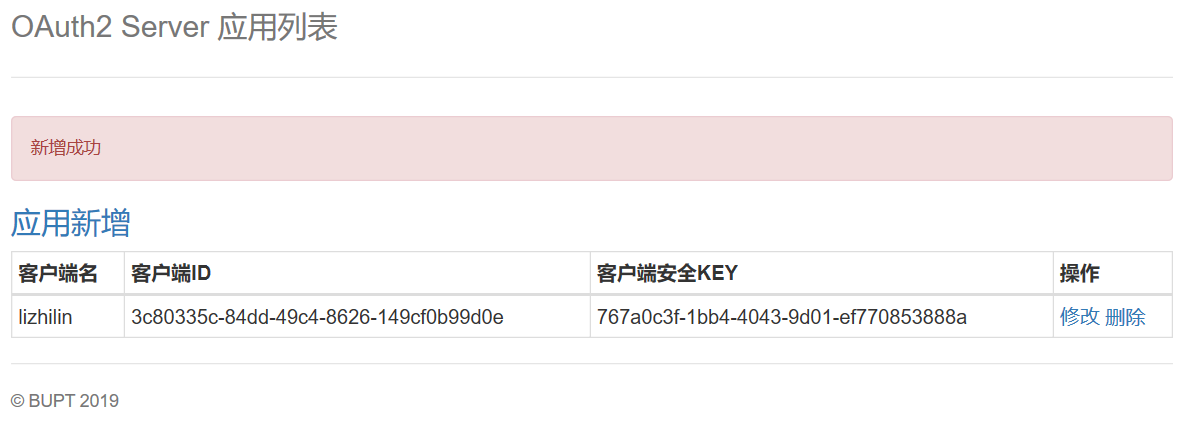 OAuth2 Server 应用列表
新增成功
应用新增
客户端名 客户端ID 客户端安全KEY 操作
lizhilin 3c80335c-84dd-49c4-8626-149cf0b99d0e 767a0c3f-1bb4-4043-9d01-ef770853888a 修改 删除
© BUPT 2019